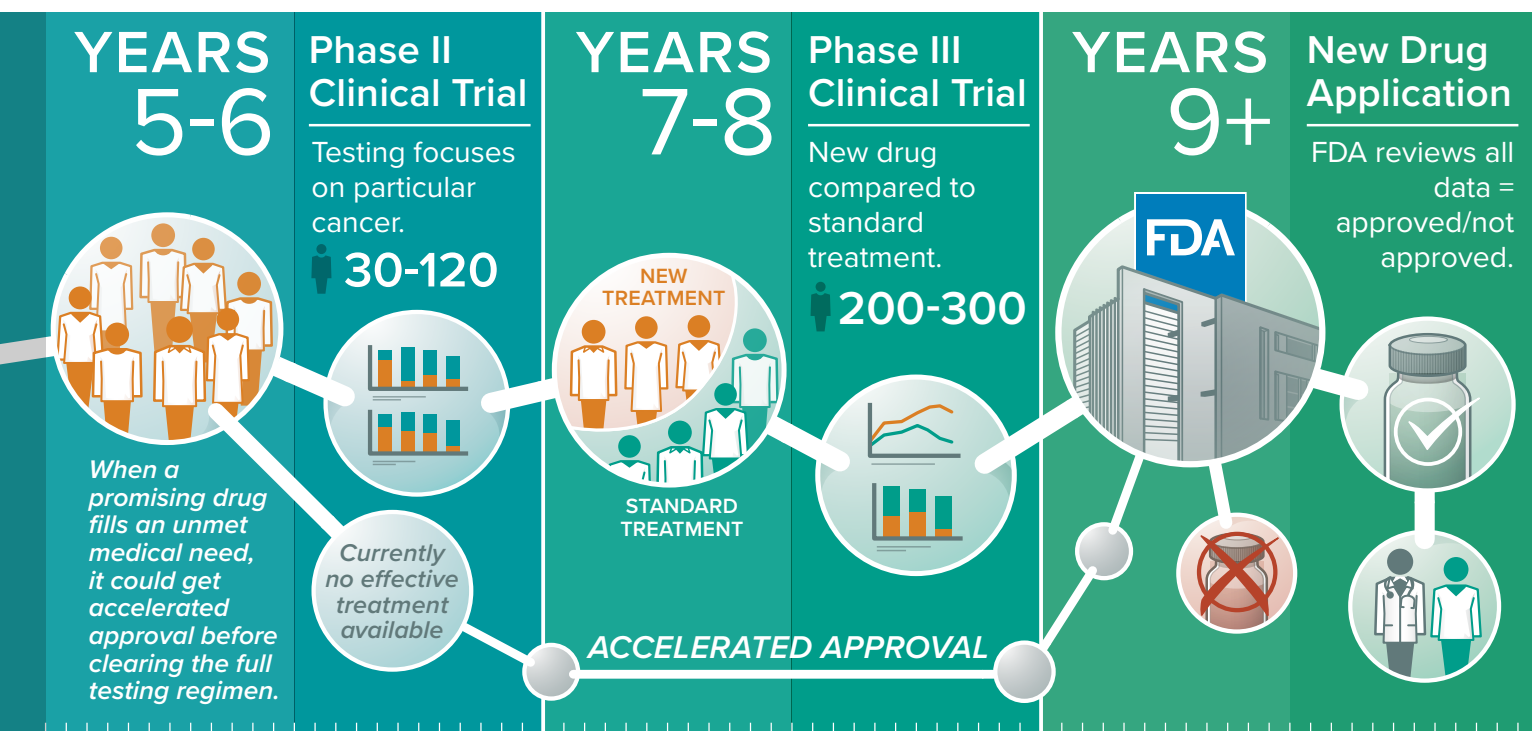 YEARS
5-6
Phase II
Clinical Trial
Testing focuses
on particular
cancer.
30-120
When a
promising drug
fills an unmet
medical need,
it could get
accelerated
approval before
clearing the full
testing regimen.
Currently
no effective
treatment
available
YEARS
7-8
NEW
TREATMENT
STANDARD
TREATMENT
Phase III
Clinical Trial
New drug
compared to
standard
treatment.
200-300
ACCELERATED APPROVAL
YEARS
9+
FDA
New Drug
Application
FDA reviews all
data =
approved/not
approved.